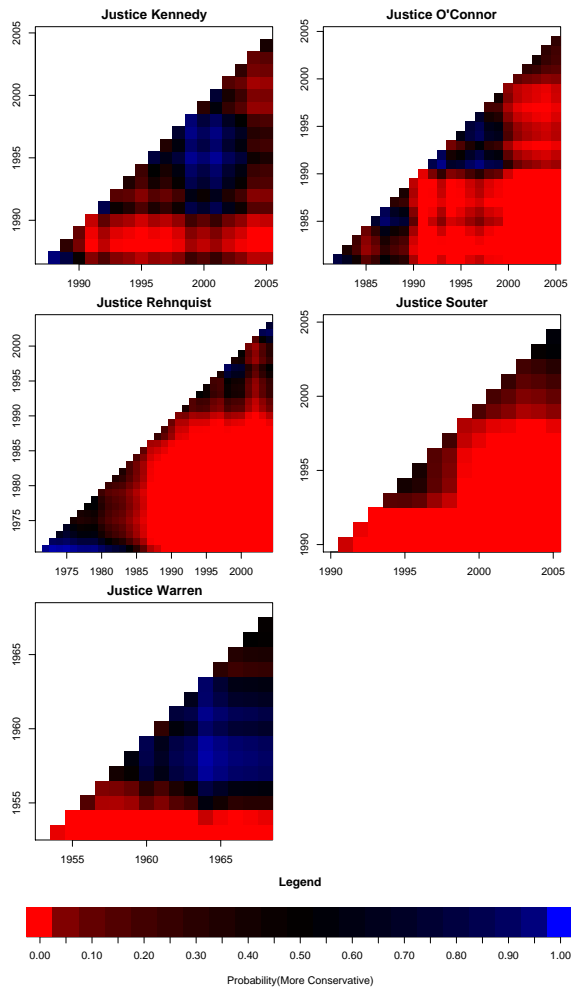 Justice Kennedy
2005
2000
1995
1990
1990 1995 2000 2005
Justice O'Connor
2005
2000
1995
1990
1985
1985 1990 1995 2000 2005
Justice Rehnquist
2000
1995
1990
1985
1980
1975
1975 1980 1985 1990 1995 2000
Justice Souter
2005
2000
1995
1990
1990 1995 2000 2005
Justice Warren
1965
1960
1955
1955 1960 1965
Legend
0.00 0.10 0.20 0.30 0.40 0.50 0.60 0.70 0.80 0.90 1.00
Probability(More Conservative)